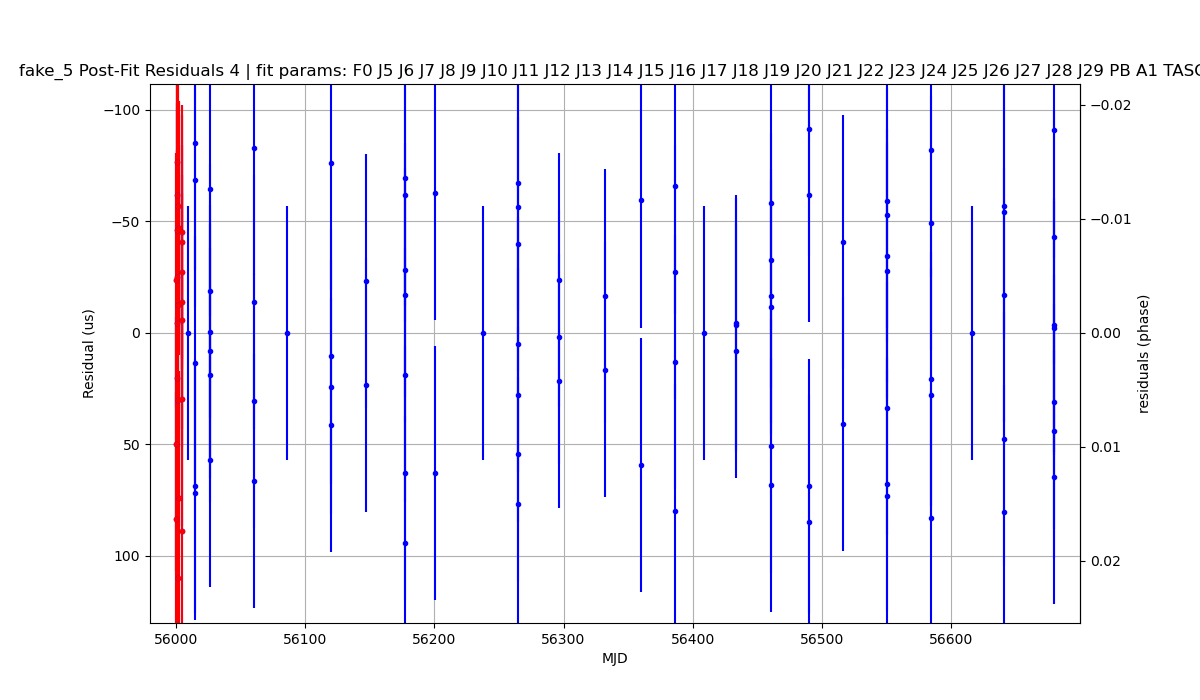 fake_5 Post-Fit Residuals 4 | fit params: F0 J5 J6 J7 J8 J9 J10 J11 J12 J13 J14 J15 J16 J17 J18 J19 J20 J21 J22 J23 J24 J25 J26 J27 J28 J29 PB A1 TASC
−100
−50
0
50
100
Residual (us)
−0.02
−0.01
0.00
0.01
0.02
residuals (phase)
56000 56100 56200 56300 56400 56500 56600
MJD